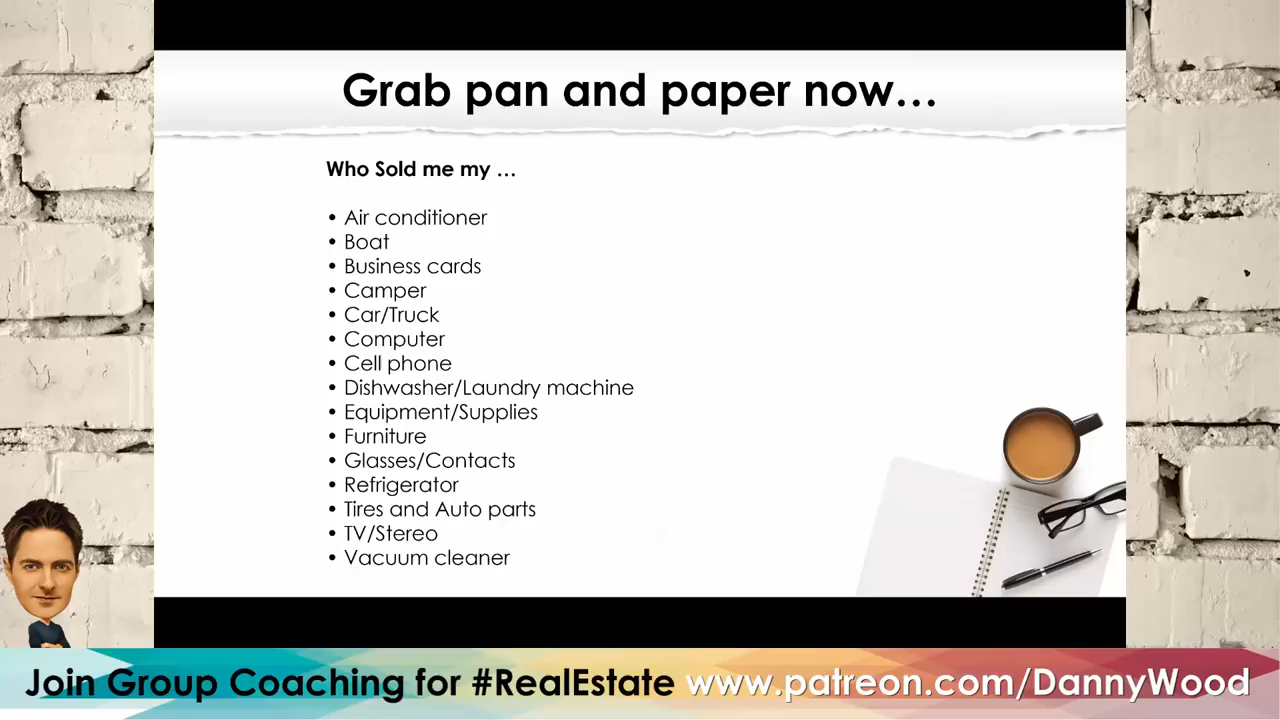 Grab pan and paper now…
Who Sold me my …
• Air conditioner
• Boat
• Business cards
• Camper
• Car/Truck
• Computer
• Cell phone
• Dishwasher/Laundry machine
• Equipment/Supplies
• Furniture
• Glasses/Contacts
• Refrigerator
• Tires and Auto parts
• TV/Stereo
• Vacuum cleaner
Join Group Coaching for #RealEstate www.patreon.com/DannyWood